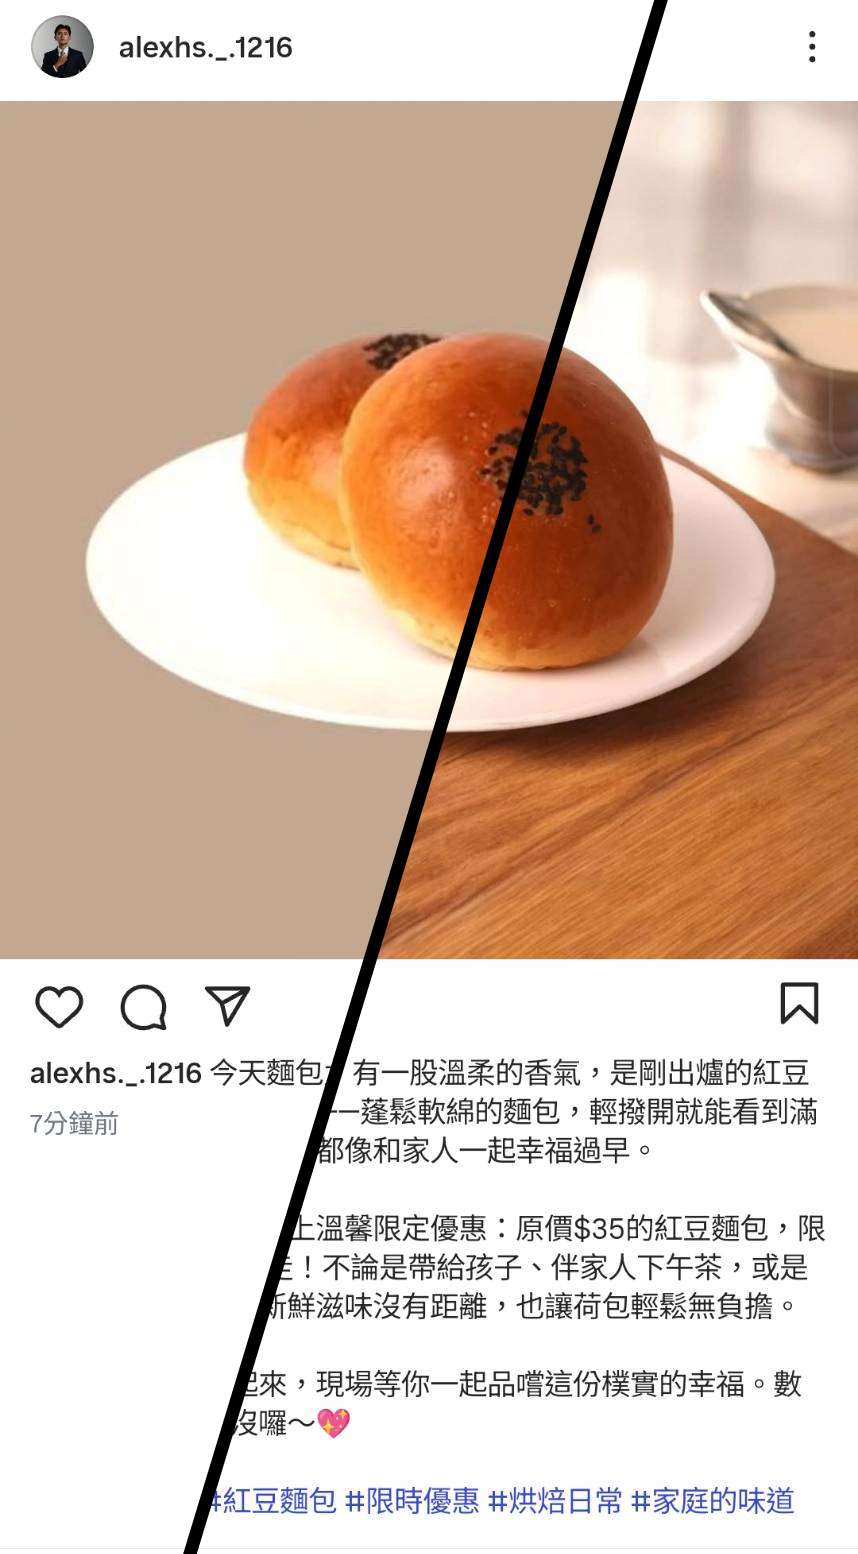 alexhs._.1216
alexhs._.1216 今天麵包 有一股溫柔的香氣，是剛出爐的紅豆
7分鐘前
一蓬鬆軟綿的麵包，輕撥開就能看到滿
都像和家人一起幸福過早。
上溫馨限定優惠：原價$35的紅豆麵包，限
！不論是帶給孩子、伴家人下午茶，或是
新鮮滋味沒有距離，也讓荷包輕鬆無負擔。
起來，現場等你一起品嚐這份樸實的幸福。數
沒囉～💖
#紅豆麵包 #限時優惠 #烘焙日常 #家庭的味道